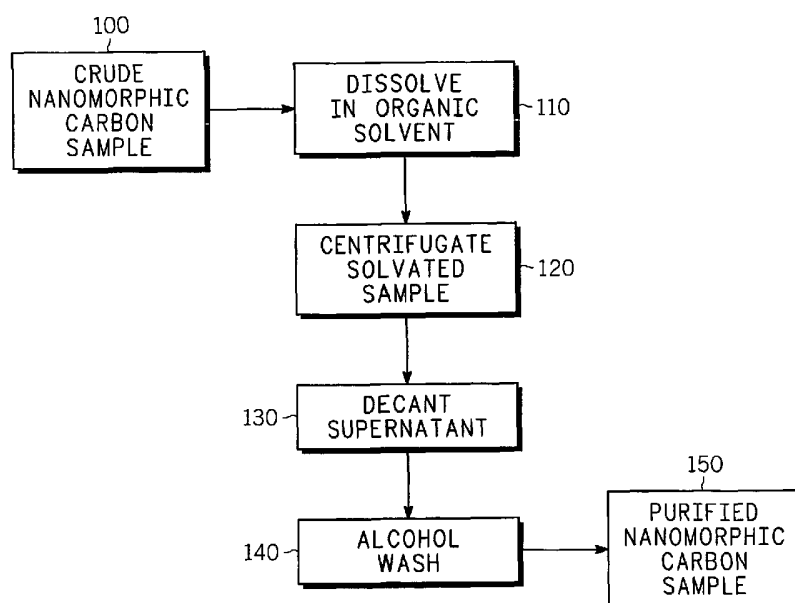 100
CRUDE
NANOMORPHIC
CARBON
SAMPLE
DISSOLVE
IN ORGANIC
SOLVENT
110
CENTRIFUGATE
SOLVATED
SAMPLE
120
130
DECANT
SUPERNATANT
140
ALCOHOL
WASH
150
PURIFIED
NANOMORPHIC
CARBON
SAMPLE